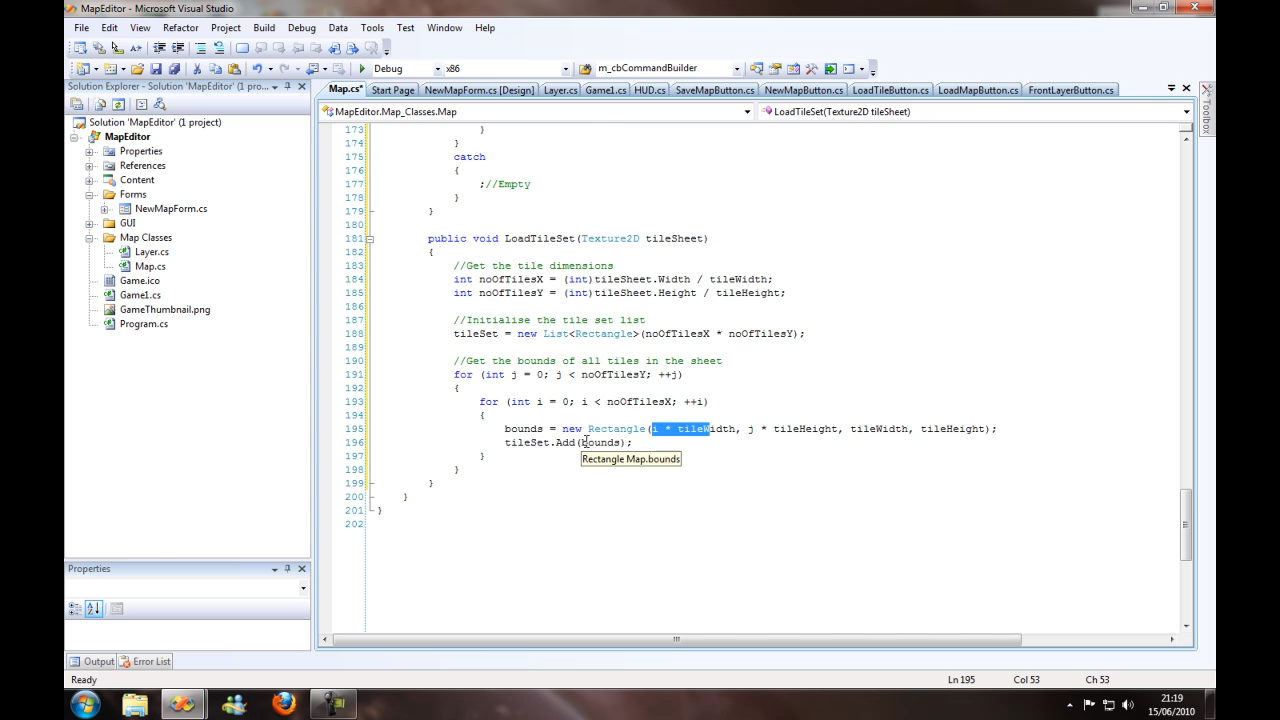 MapEditor - Microsoft Visual Studio
File Edit View Refactor Project Build Debug Data Tools Test Window Help
Debug x86 m_cbCommandBuilder
Solution Explorer - Solution 'MapEditor' (1 pro...
Map.cs* Start Page NewMapForm.cs [Design] Layer.cs Game1.cs HUD.cs SaveMapButton.cs NewMapButton.cs LoadTileButton.cs LoadMapButton.cs FrontLayerButton.cs
MapEditor.Map_Classes.Map LoadTileSet(Texture2D tileSheet)
Toolbox
Solution 'MapEditor' (1 project)
MapEditor
Properties
References
Content
Forms
NewMapForm.cs
GUI
Map Classes
Layer.cs
Map.cs
Game.ico
Game1.cs
GameThumbnail.png
Program.cs
173 }
174 }
175 catch
176 {
177 ;//Empty
178 }
179 }
180
181 public void LoadTileSet(Texture2D tileSheet)
182 {
183 //Get the tile dimensions
184 int noOfTilesX = (int)tileSheet.Width / tileWidth;
185 int noOfTilesY = (int)tileSheet.Height / tileHeight;
186
187 //Initialise the tile set list
188 tileSet = new List<Rectangle>(noOfTilesX * noOfTilesY);
189
190 //Get the bounds of all tiles in the sheet
191 for (int j = 0; j < noOfTilesY; ++j)
192 {
193 for (int i = 0; i < noOfTilesX; ++i)
194 {
195 bounds = new Rectangle(i * tileWidth, j * tileHeight, tileWidth, tileHeight);
196 tileSet.Add(bounds);
197 }
Rectangle Map.bounds
198 }
199 }
200 }
201 }
202
Properties
Output Error List
Ready Ln 195 Col 53 Ch 53
21:19
15/06/2010